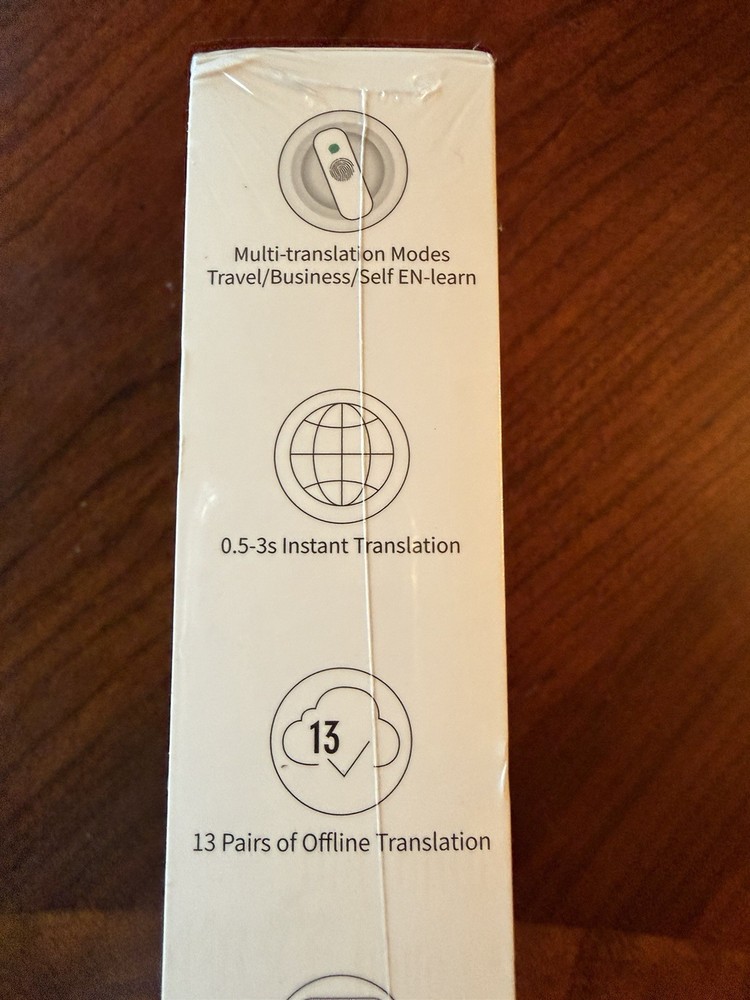 Multi-translation Modes
Travel/Business/Self EN-learn
0.5-3s Instant Translation
13
13 Pairs of Offline Translation